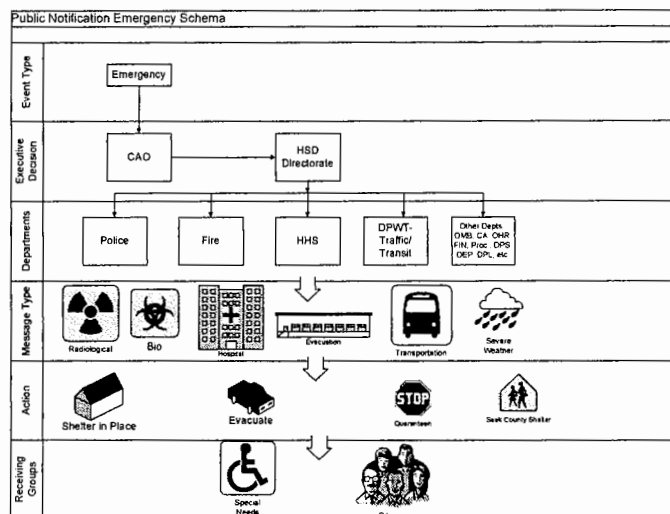 Public Notification Emergency Schema
Event Type
Emergency
Executive
Decision
CAO
HSD
Directorate
Departments
Police
Fire
HHS
DPWT-
Traffic/
Transit
Other Depts
OMB, CA, OHR
FIN, Proc, DPS
DEP, DPL, etc
Message Type
Radiological
Bio
Hospital
Evacuation
Transportation
Severe
Weather
Action
Shelter in Place
Evacuate
STOP
Quaranteen
Seek County Shelter
Receiving
Groups
Special
Needs